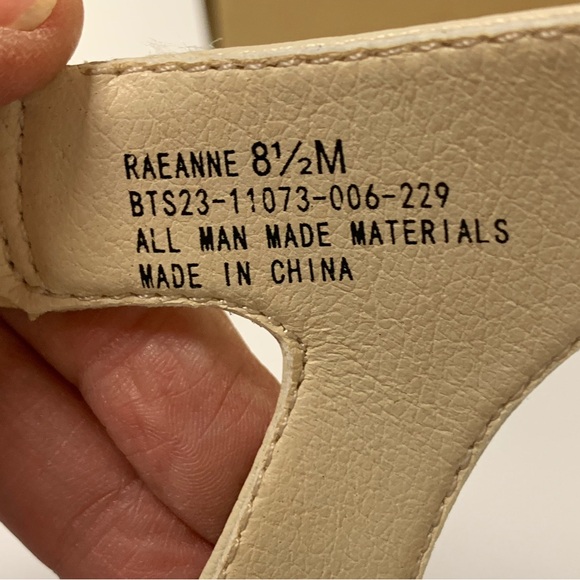 RAEANNE 8½M
BTS23-11073-006-229
ALL MAN MADE MATERIALS
MADE IN CHINA